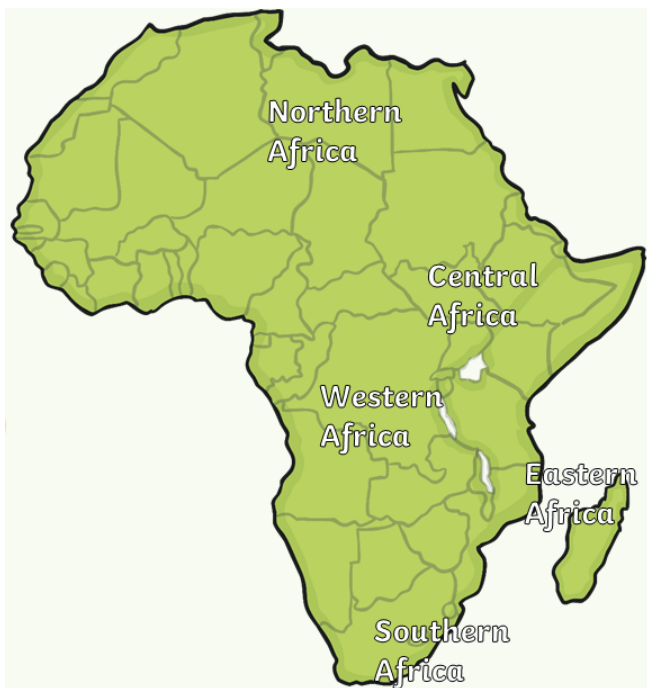 Northern
Africa
Central
Africa
Western
Africa
Eastern
Africa
Southern
Africa